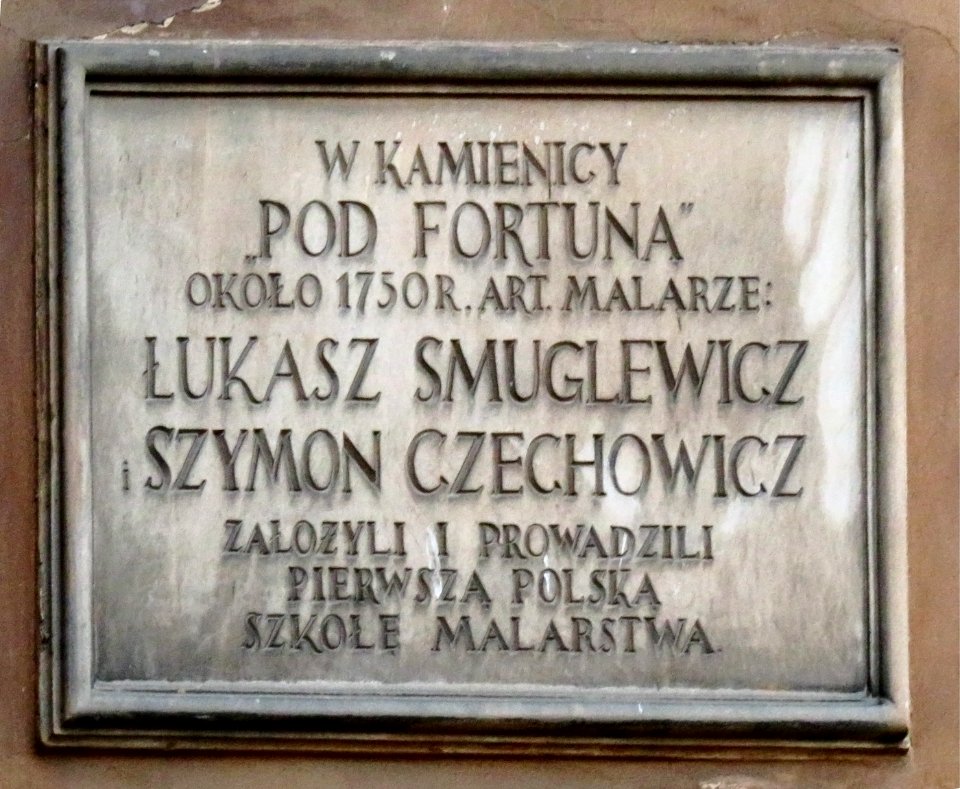 W KAMIENICY
„POD FORTUNĄ”
OKOŁO 1750 R. ART. MALARZE:
ŁUKASZ SMUGLEWICZ
i SZYMON CZECHOWICZ
ZAŁOŻYLI I PROWADZILI
PIERWSZĄ POLSKĄ
SZKOŁĘ MALARSTWA.